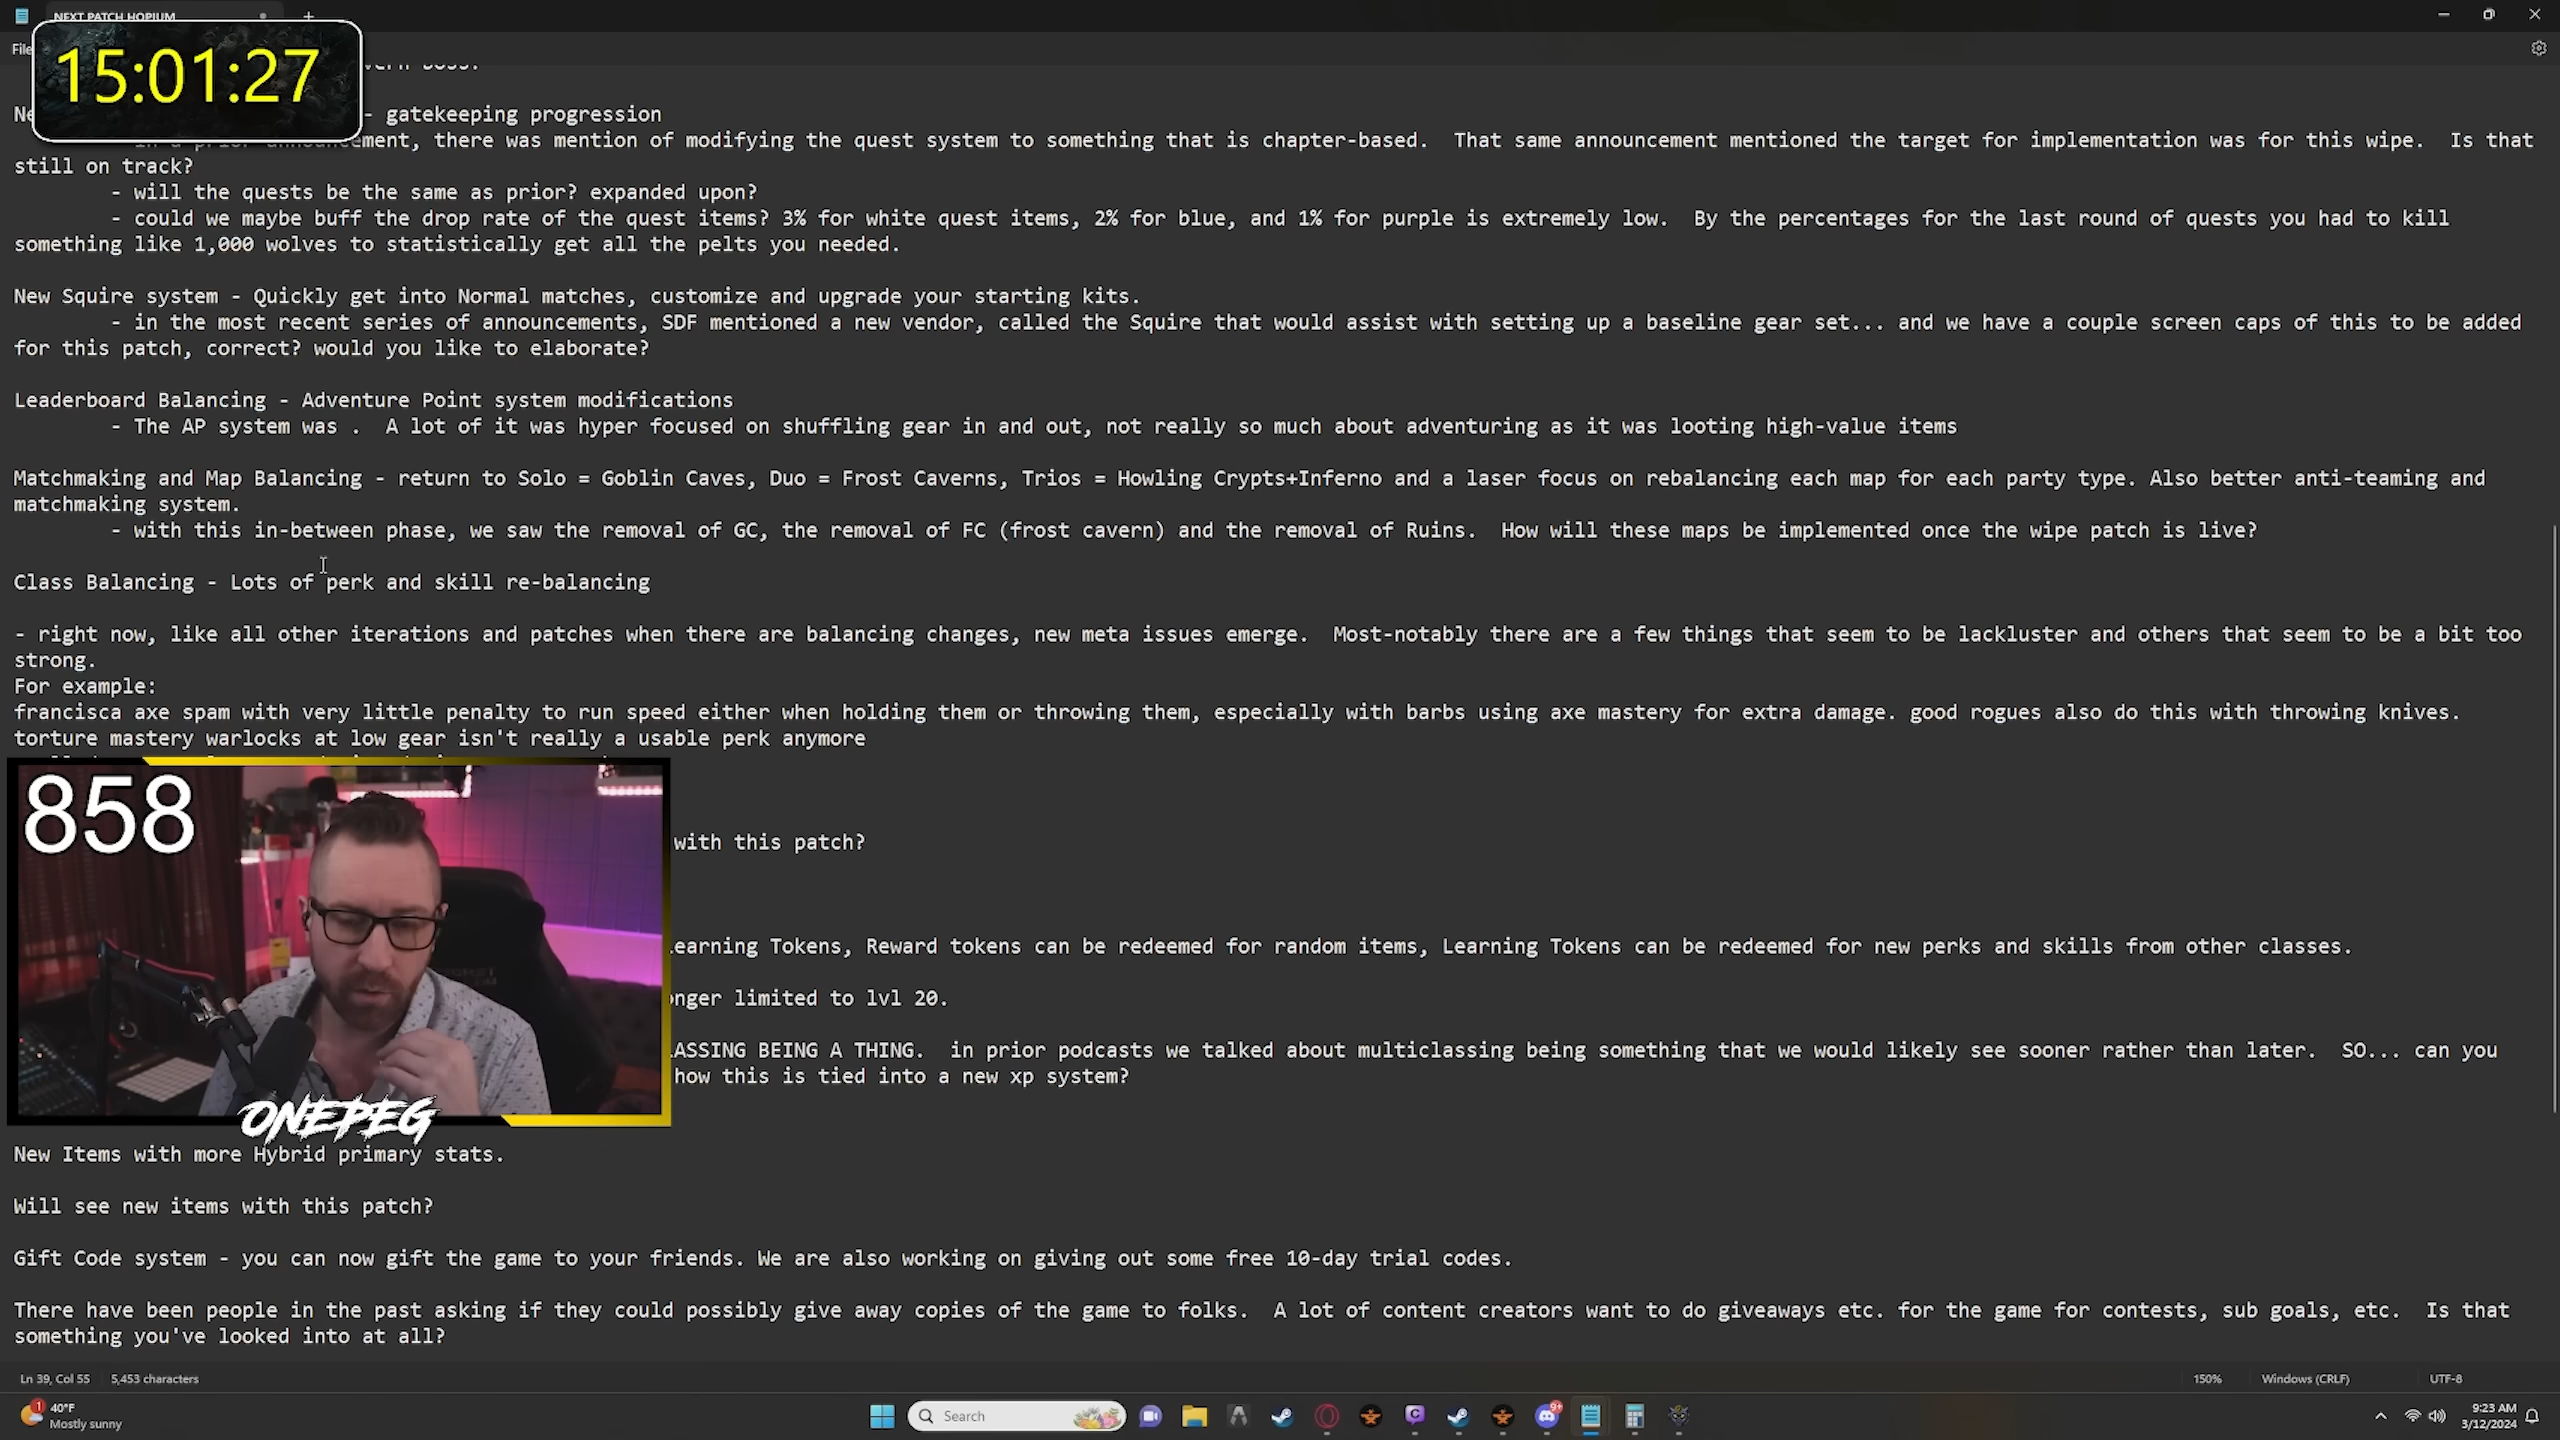 NEXT PATCH HOPIUM
File
15:01:27
- gatekeeping progression
announcement, there was mention of modifying the quest system to something that is chapter-based.  That same announcement mentioned the target for implementation was for this wipe.  Is that
still on track?
- will the quests be the same as prior? expanded upon?
- could we maybe buff the drop rate of the quest items? 3% for white quest items, 2% for blue, and 1% for purple is extremely low.  By the percentages for the last round of quests you had to kill
something like 1,000 wolves to statistically get all the pelts you needed.
New Squire system - Quickly get into Normal matches, customize and upgrade your starting kits.
- in the most recent series of announcements, SDF mentioned a new vendor, called the Squire that would assist with setting up a baseline gear set... and we have a couple screen caps of this to be added
for this patch, correct? would you like to elaborate?
Leaderboard Balancing - Adventure Point system modifications
- The AP system was .  A lot of it was hyper focused on shuffling gear in and out, not really so much about adventuring as it was looting high-value items
Matchmaking and Map Balancing - return to Solo = Goblin Caves, Duo = Frost Caverns, Trios = Howling Crypts+Inferno and a laser focus on rebalancing each map for each party type. Also better anti-teaming and
matchmaking system.
- with this in-between phase, we saw the removal of GC, the removal of FC (frost cavern) and the removal of Ruins.  How will these maps be implemented once the wipe patch is live?
Class Balancing - Lots of perk and skill re-balancing
- right now, like all other iterations and patches when there are balancing changes, new meta issues emerge.  Most-notably there are a few things that seem to be lackluster and others that seem to be a bit too
strong.
For example:
francisca axe spam with very little penalty to run speed either when holding them or throwing them, especially with barbs using axe mastery for extra damage. good rogues also do this with throwing knives.
torture mastery warlocks at low gear isn't really a usable perk anymore
858
with this patch?
Learning Tokens, Reward tokens can be redeemed for random items, Learning Tokens can be redeemed for new perks and skills from other classes.
limited to lvl 20.
BEING A THING.  in prior podcasts we talked about multiclassing being something that we would likely see sooner rather than later.  SO... can you
how this is tied into a new xp system?
ONEPEG
New Items with more Hybrid primary stats.
Will see new items with this patch?
Gift Code system - you can now gift the game to your friends. We are also working on giving out some free 10-day trial codes.
There have been people in the past asking if they could possibly give away copies of the game to folks.  A lot of content creators want to do giveaways etc. for the game for contests, sub goals, etc.  Is that
something you've looked into at all?
Ln 39, Col 55 5,453 characters 150% Windows (CRLF) UTF-8
1 40°F
Mostly sunny
Search
9+
9:23 AM
3/12/2024